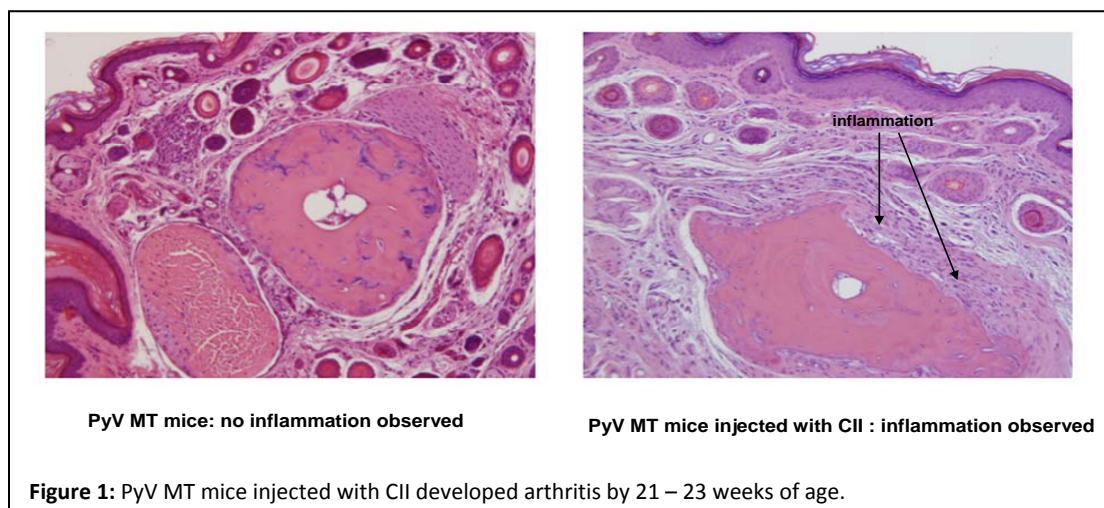 inflammation
PyV MT mice: no inflammation observed
PyV MT mice injected with CII : inflammation observed
Figure 1: PyV MT mice injected with CII developed arthritis by 21 – 23 weeks of age.